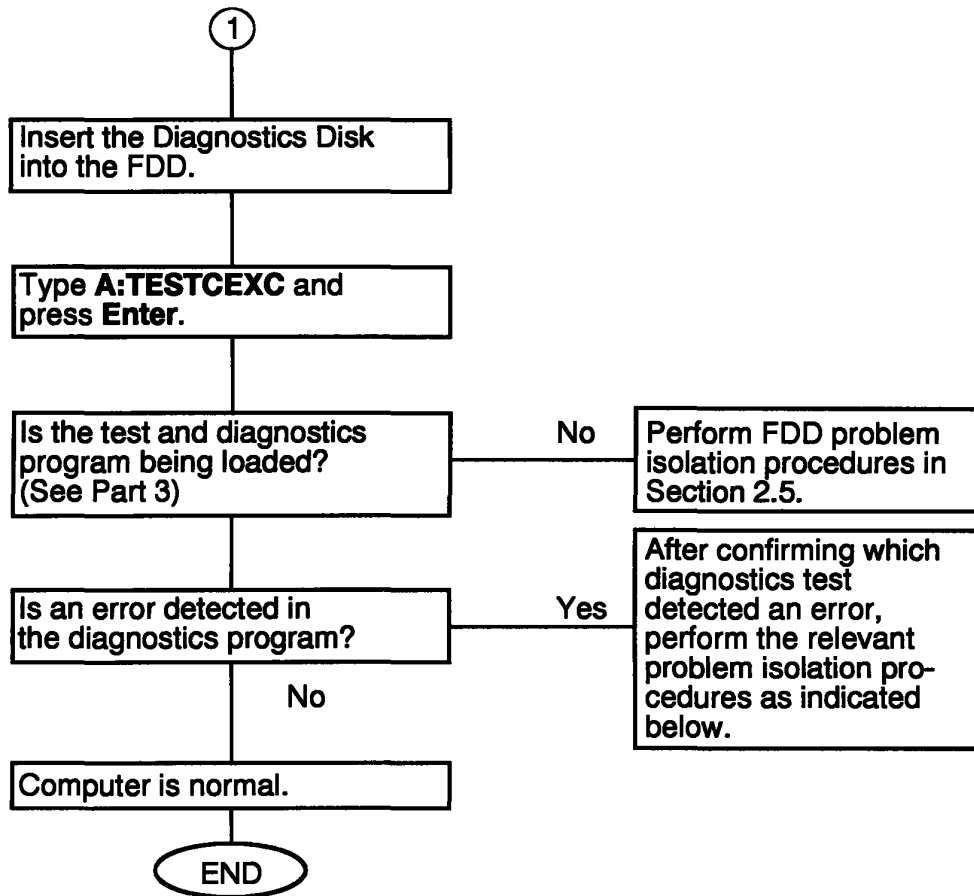 1
Insert the Diagnostics Disk
into the FDD.
Type A:TESTCEXC and
press Enter.
Is the test and diagnostics
program being loaded?
(See Part 3)
No
Perform FDD problem
isolation procedures in
Section 2.5.
Is an error detected in
the diagnostics program?
Yes
After confirming which
diagnostics test
detected an error,
perform the relevant
problem isolation pro-
cedures as indicated
below.
No
Computer is normal.
END